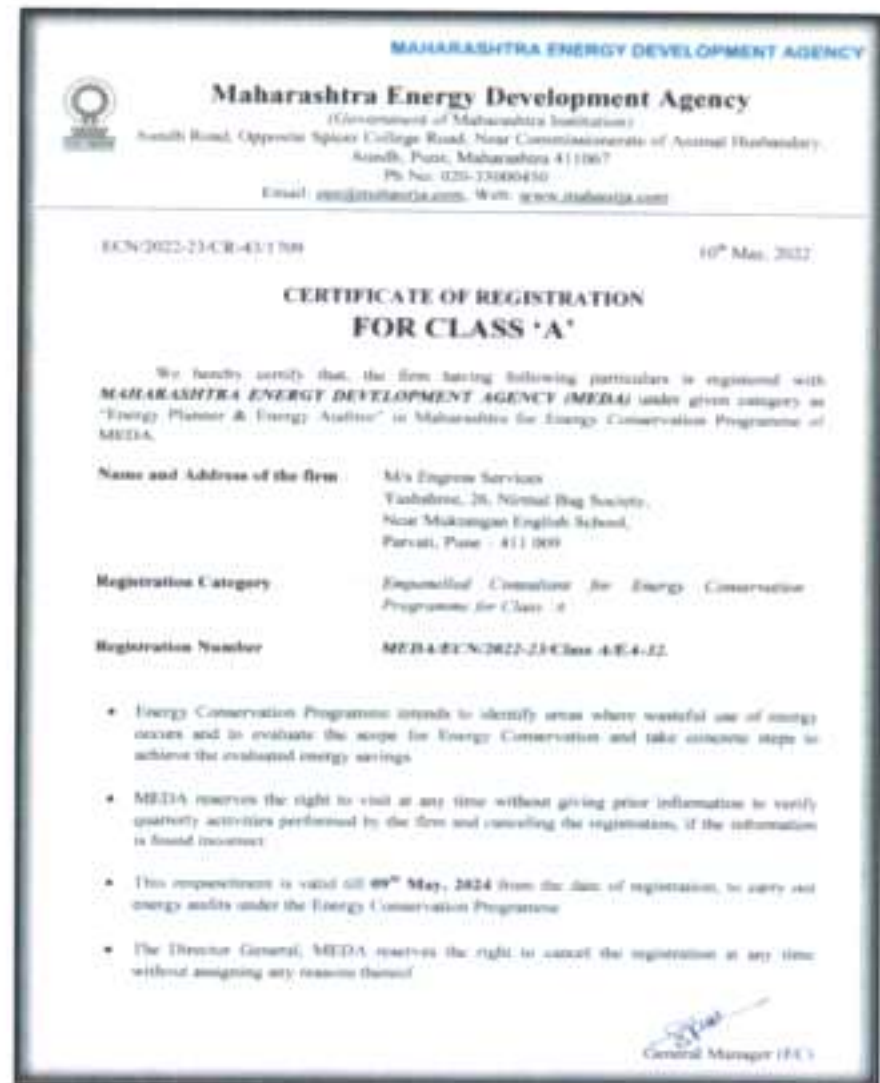 MAHARASHTRA ENERGY DEVELOPMENT AGENCY
Maharashtra Energy Development Agency
(Government of Maharashtra Institution)
Aundh Road, Opposite Spicer College Road, Near Commissionerate of Animal Husbandary,
Aundh, Pune, Maharashtra 411067
Ph No: 020-35000450
Email: Web: www.mahaurja.com
ECN/2022-23/CR-43/1709
10th May, 2022
CERTIFICATE OF REGISTRATION
FOR CLASS 'A'
We hereby certify that, the firm having following particulars is registered with
MAHARASHTRA ENERGY DEVELOPMENT AGENCY (MEDA) under given category as
"Energy Planner & Energy Auditor" in Maharashtra for Energy Conservation Programme of
MEDA.
Name and Address of the firm
M/s Engress Services
Yashshree, 26, Nirmal Bag Society,
Near Muktangan English School,
Parvati, Pune - 411 009
Registration Category
Empanelled Consultant for Energy Conservation
Programme for Class A
Registration Number
MEDA/ECN/2022-23/Class A/EA-32.
• Energy Conservation Programme intends to identify areas where wasteful use of energy
occurs and to evaluate the scope for Energy Conservation and take concrete steps to
achieve the evaluated energy savings
• MEDA reserves the right to visit at any time without giving prior information to verify
quarterly activities performed by the firm and canceling the registration, if the information
is found incorrect
• This empanelment is valid till 09th May, 2024 from the date of registration, to carry out
energy audits under the Energy Conservation Programme
• The Director General, MEDA reserves the right to cancel the registration at any time
without assigning any reasons thereof
General Manager (EC)